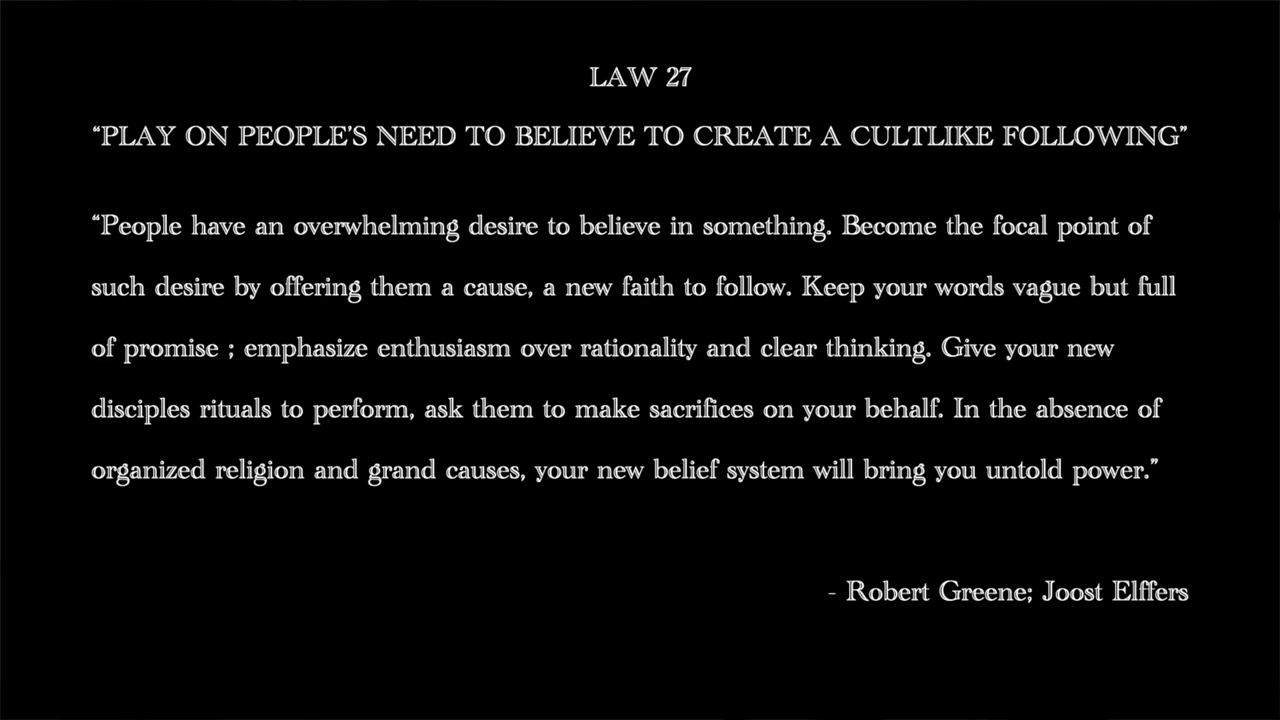 LAW 27
“PLAY ON PEOPLE’S NEED TO BELIEVE TO CREATE A CULTLIKE FOLLOWING”
“People have an overwhelming desire to believe in something. Become the focal point of
such desire by offering them a cause, a new faith to follow. Keep your words vague but full
of promise ; emphasize enthusiasm over rationality and clear thinking. Give your new
disciples rituals to perform, ask them to make sacrifices on your behalf. In the absence of
organized religion and grand causes, your new belief system will bring you untold power.”
- Robert Greene; Joost Elffers